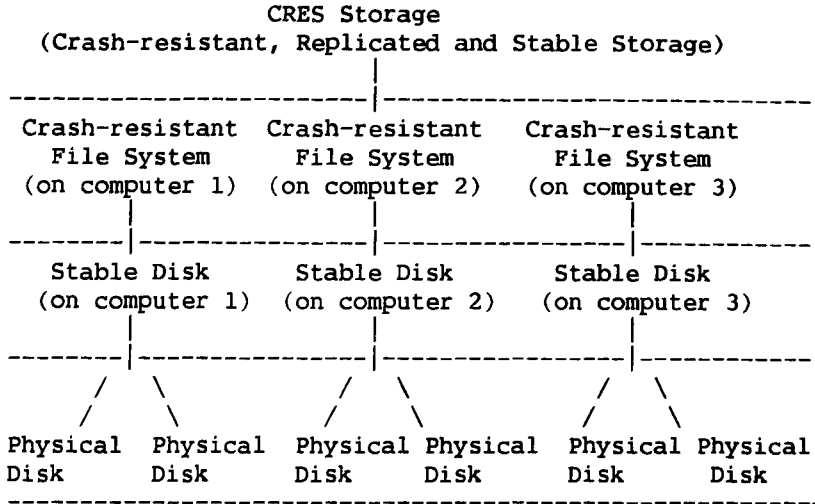 CRES Storage
(Crash-resistant, Replicated and Stable Storage)
Crash-resistant Crash-resistant Crash-resistant
File System File System File System
(on computer 1) (on computer 2) (on computer 3)
Stable Disk Stable Disk Stable Disk
(on computer 1) (on computer 2) (on computer 3)
Physical Physical Physical Physical Physical Physical
Disk Disk Disk Disk Disk Disk